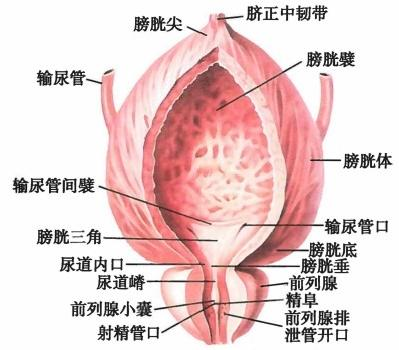 膀胱尖
脐正中韧带
膀胱襞
输尿管
膀胱体
输尿管间襞
输尿管口
膀胱三角
膀胱底
尿道内口
膀胱垂
尿道嵴
前列腺
前列腺小囊
精阜
射精管口
前列腺排
泄管开口